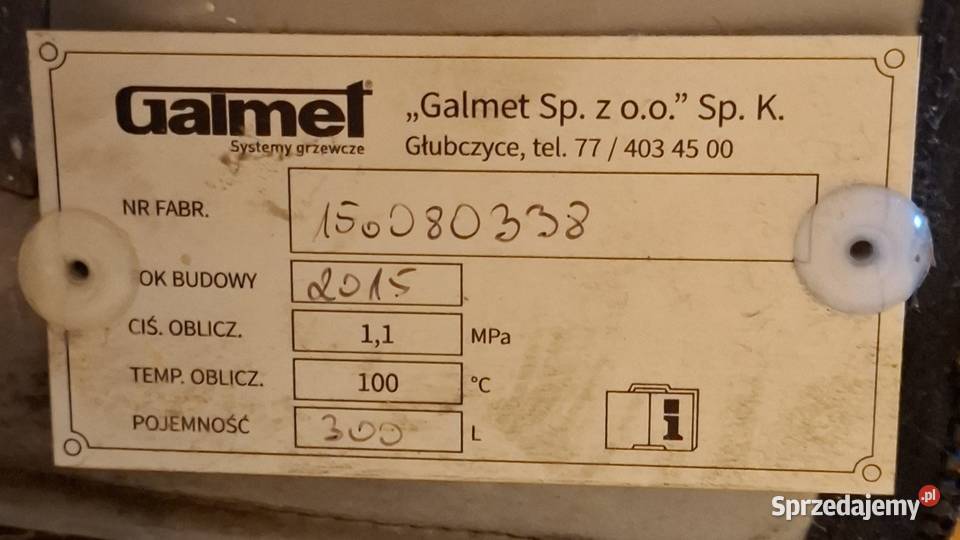 Galmet®
Systemy grzewcze
„Galmet Sp. z o.o.” Sp. K.
Głubczyce, tel. 77 / 403 45 00
NR FABR. 150080338
OK BUDOWY 2015
CIŚ. OBLICZ. 1,1 MPa
TEMP. OBLICZ. 100 °C
POJEMNOŚĆ 300 L
i
Sprzedajemy.pl